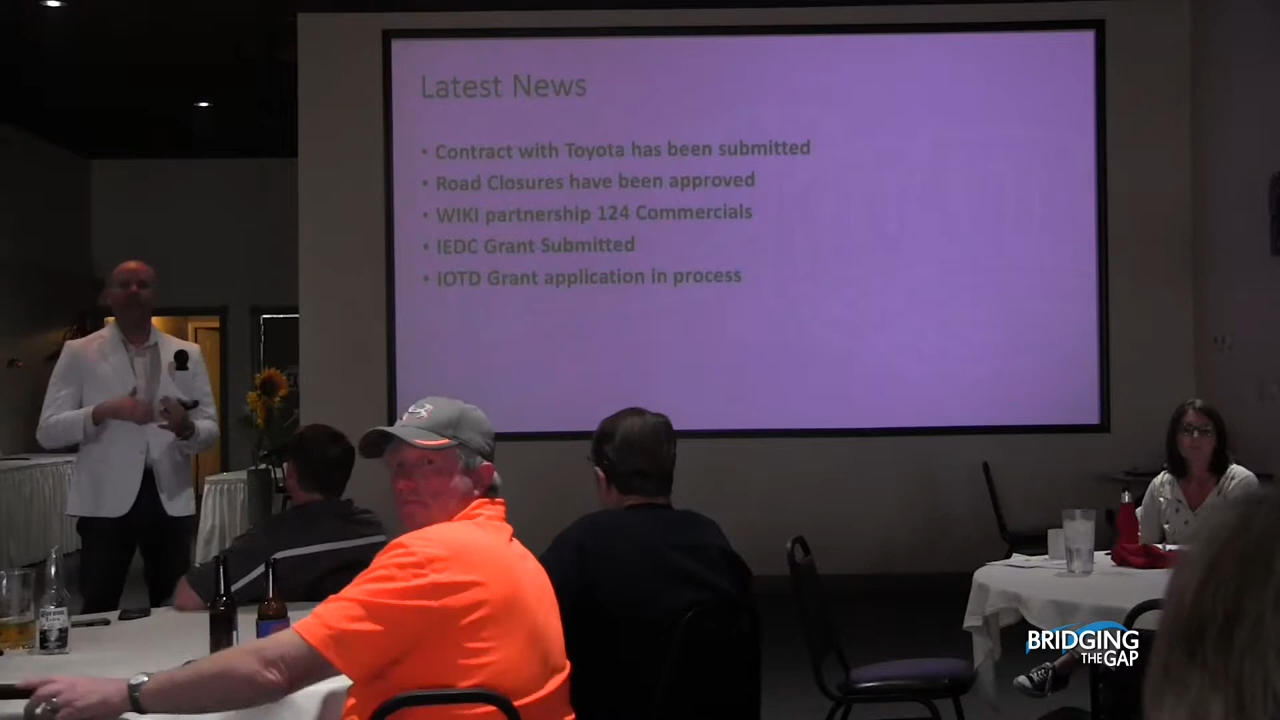 Latest News
• Contract with Toyota has been submitted
• Road Closures have been approved
• WIKI partnership 124 Commercials
• IEDC Grant Submitted
• IOTD Grant application in process
BRIDGING
THE GAP